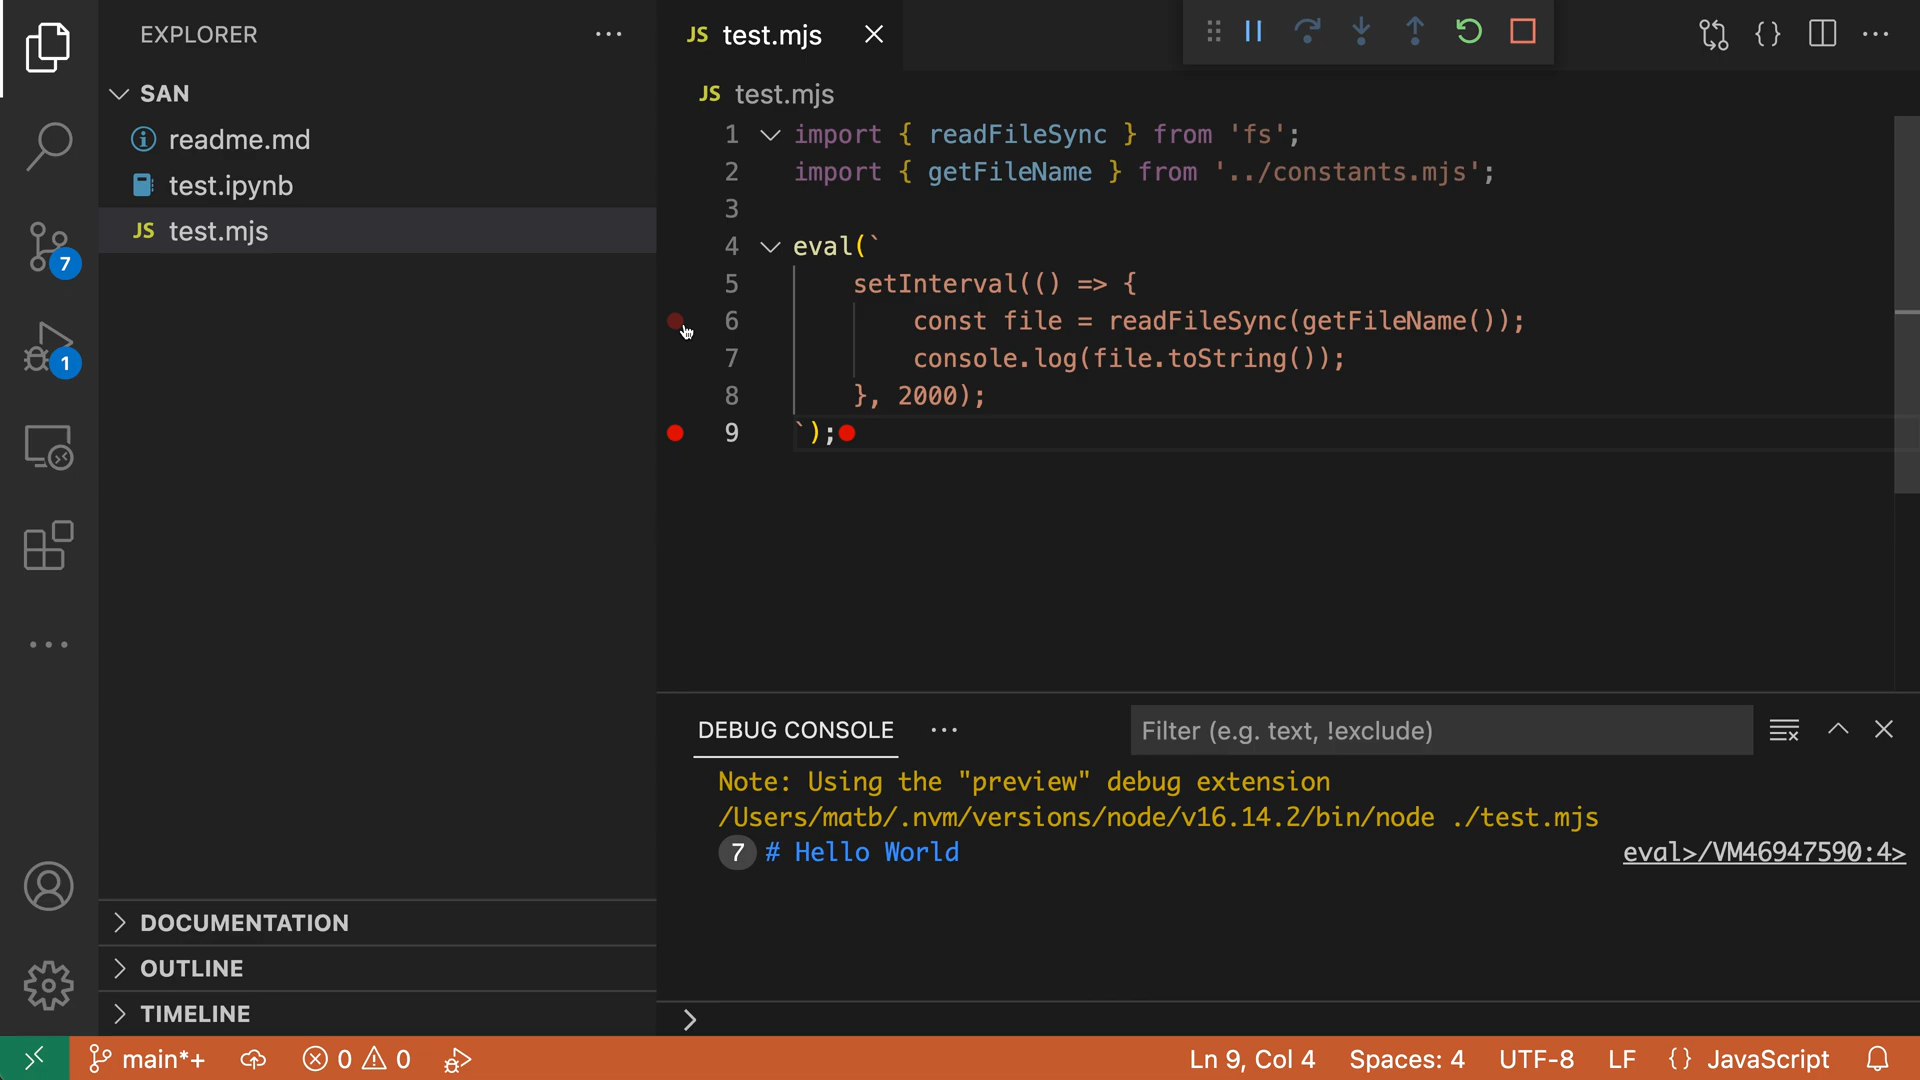 EXPLORER
SAN
readme.md
test.ipynb
JS test.mjs
7
1
DOCUMENTATION
OUTLINE
TIMELINE
JS test.mjs
JS test.mjs
1 import { readFileSync } from 'fs';
2 import { getFileName } from '../constants.mjs';
3
4 eval(`
5 setInterval(() => {
6 const file = readFileSync(getFileName());
7 console.log(file.toString());
8 }, 2000);
9 `);
DEBUG CONSOLE
Filter (e.g. text, !exclude)
Note: Using the "preview" debug extension
/Users/matb/.nvm/versions/node/v16.14.2/bin/node ./test.mjs
7 # Hello World eval>/VM46947590:4>
main*+ 0 0 Ln 9, Col 4 Spaces: 4 UTF-8 LF {} JavaScript